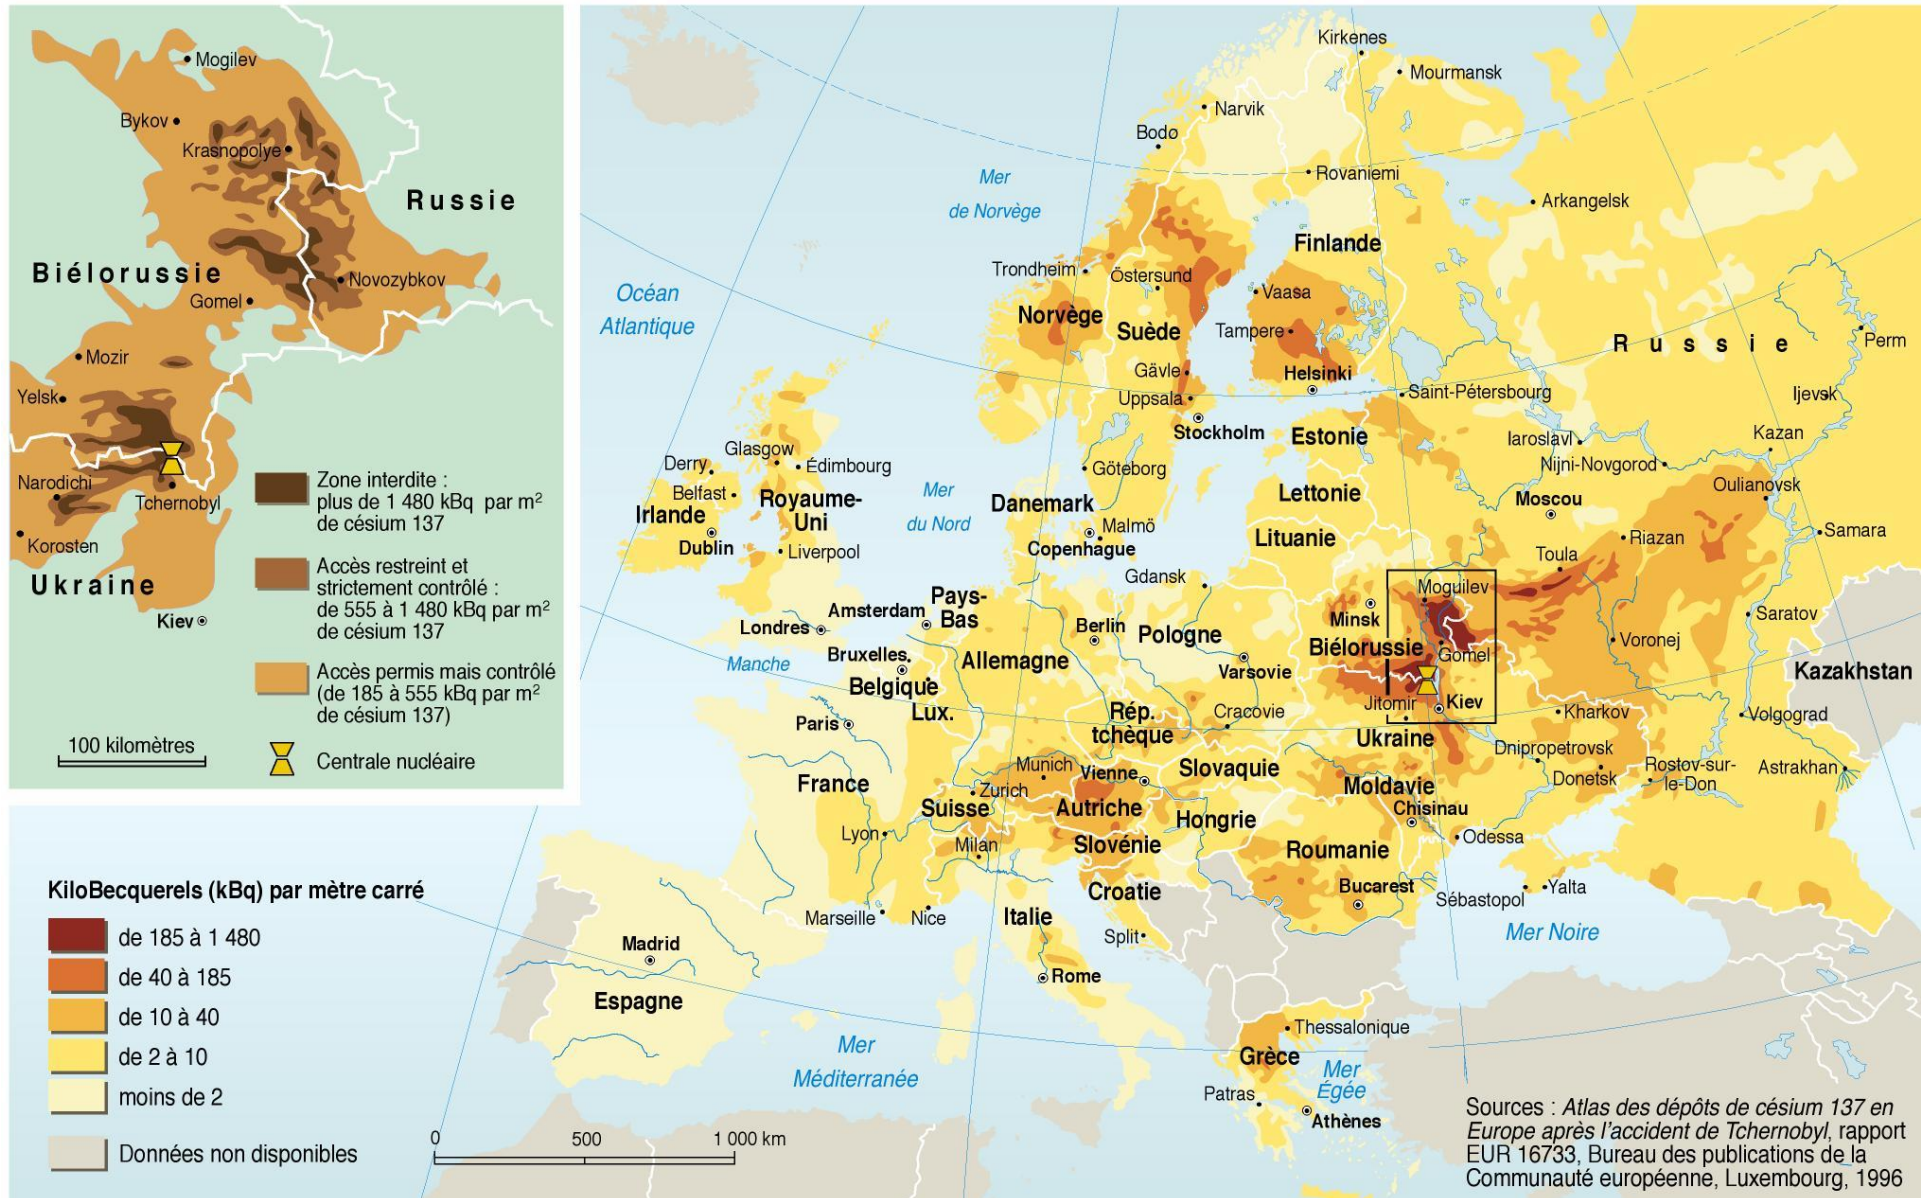 Mogilev
Bykov
Krasnopolye
Russie
Biélorussie
Novozybkov
Gomel
Mozir
Yelsk
Narodichi
Tchernobyl
Korosten
Ukraine
Kiev
Zone interdite :
plus de 1 480 kBq par m²
de césium 137
Accès restreint et
strictement contrôlé :
de 555 à 1 480 kBq par m²
de césium 137
Accès permis mais contrôlé
(de 185 à 555 kBq par m²
de césium 137)
100 kilomètres
Centrale nucléaire
Kirkenes
Mourmansk
Narvik
Bodø
Rovaniemi
Mer
de Norvège
Arkangelsk
Finlande
Trondheim
Östersund
Océan
Atlantique
Vaasa
Norvège
Suède
Tampere
Russie
Perm
Gävle
Helsinki
Uppsala
Saint-Pétersbourg
Ijevsk
Stockholm
Estonie
Iaroslavl
Kazan
Glasgow
Édimbourg
Derry
Göteborg
Nijni-Novgorod
Belfast
Royaume-
Uni
Mer
du Nord
Danemark
Lettonie
Moscou
Oulianovsk
Irlande
Malmö
Dublin
Copenhague
Lituanie
Riazan
Samara
Liverpool
Toula
Gdansk
Moguilev
Amsterdam
Pays-
Bas
Minsk
Saratov
Londres
Berlin
Pologne
Voronej
Biélorussie
Gomel
Manche
Bruxelles
Allemagne
Varsovie
Kazakhstan
Belgique
Lux.
Jitomir
Kiev
Paris
Rép.
tchèque
Cracovie
Kharkov
Volgograd
Ukraine
Dnipropetrovsk
Munich
Vienne
Slovaquie
Donetsk
Rostov-sur-
le-Don
Astrakhan
France
Zurich
Moldavie
Suisse
Autriche
Chisinau
Hongrie
Lyon
Milan
Slovénie
Odessa
Roumanie
Croatie
Bucarest
Sébastopol
Yalta
Marseille
Nice
Italie
Split
Mer Noire
Madrid
Rome
Espagne
Thessalonique
Grèce
Mer
Méditerranée
Mer
Égée
Patras
Athènes
KiloBecquerels (kBq) par mètre carré
de 185 à 1 480
de 40 à 185
de 10 à 40
de 2 à 10
moins de 2
Données non disponibles
0 500 1 000 km
Sources : Atlas des dépôts de césium 137 en
Europe après l'accident de Tchernobyl, rapport
EUR 16733, Bureau des publications de la
Communauté européenne, Luxembourg, 1996